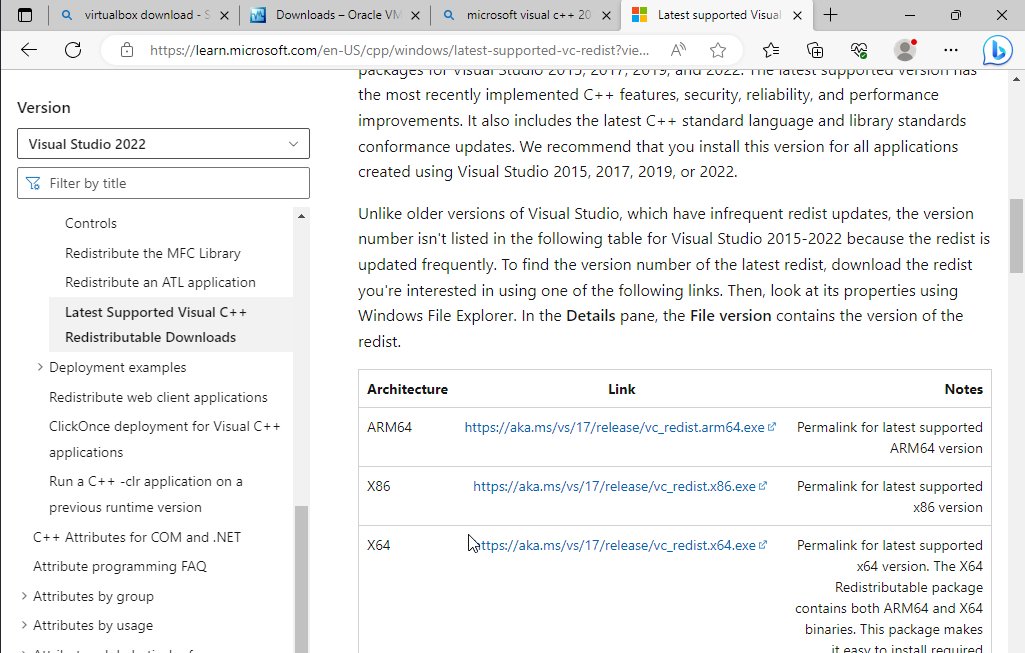 virtualbox download - S
Downloads – Oracle VM
microsoft visual c++ 20
Latest supported Visual
https://learn.microsoft.com/en-US/cpp/windows/latest-supported-vc-redist?vie...
Version
Visual Studio 2022
Filter by title
Controls
Redistribute the MFC Library
Redistribute an ATL application
Latest Supported Visual C++
Redistributable Downloads
Deployment examples
Redistribute web client applications
ClickOnce deployment for Visual C++
applications
Run a C++ -clr application on a
previous runtime version
C++ Attributes for COM and .NET
Attribute programming FAQ
Attributes by group
Attributes by usage
packages for Visual Studio 2015, 2017, 2019, and 2022. The latest supported version has
the most recently implemented C++ features, security, reliability, and performance
improvements. It also includes the latest C++ standard language and library standards
conformance updates. We recommend that you install this version for all applications
created using Visual Studio 2015, 2017, 2019, or 2022.
Unlike older versions of Visual Studio, which have infrequent redist updates, the version
number isn't listed in the following table for Visual Studio 2015-2022 because the redist is
updated frequently. To find the version number of the latest redist, download the redist
you're interested in using one of the following links. Then, look at its properties using
Windows File Explorer. In the Details pane, the File version contains the version of the
redist.
Architecture Link Notes
ARM64 https://aka.ms/vs/17/release/vc_redist.arm64.exe Permalink for latest supported
ARM64 version
X86 https://aka.ms/vs/17/release/vc_redist.x86.exe Permalink for latest supported
x86 version
X64 https://aka.ms/vs/17/release/vc_redist.x64.exe Permalink for latest supported
x64 version. The X64
Redistributable package
contains both ARM64 and X64
binaries. This package makes
it easy to install required